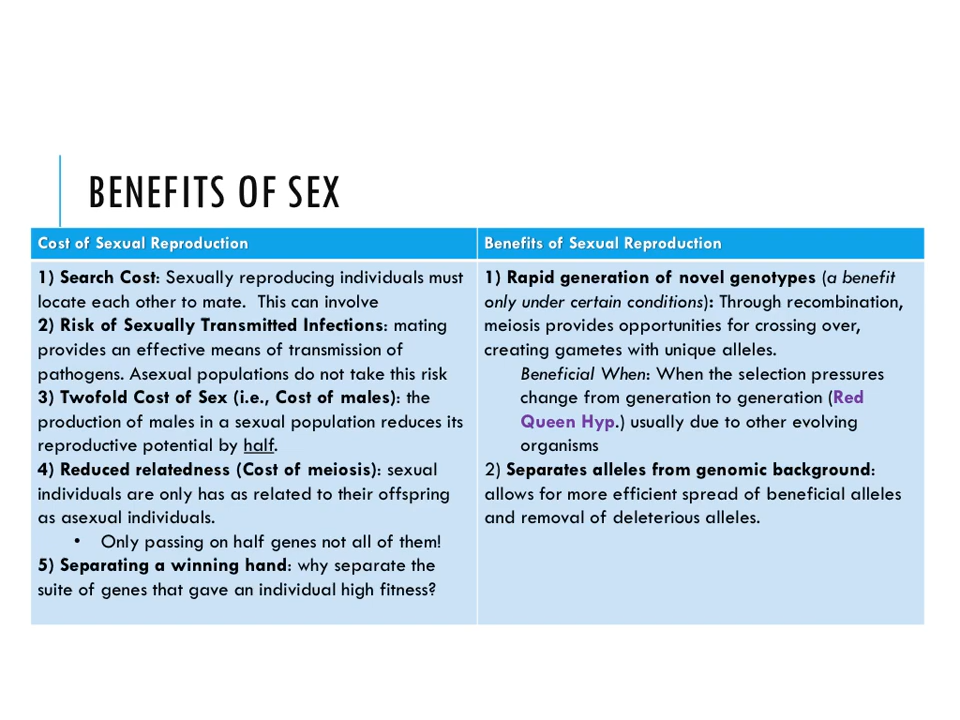 BENEFITS OF SEX
Cost of Sexual Reproduction
1) Search Cost: Sexually reproducing individuals must
locate each other to mate.  This can involve
2) Risk of Sexually Transmitted Infections: mating
provides an effective means of transmission of
pathogens. Asexual populations do not take this risk
3) Twofold Cost of Sex (i.e., Cost of males): the
production of males in a sexual population reduces its
reproductive potential by half.
4) Reduced relatedness (Cost of meiosis): sexual
individuals are only has as related to their offspring
as asexual individuals.
• Only passing on half genes not all of them!
5) Separating a winning hand: why separate the
suite of genes that gave an individual high fitness?
Benefits of Sexual Reproduction
1) Rapid generation of novel genotypes (a benefit
only under certain conditions): Through recombination,
meiosis provides opportunities for crossing over,
creating gametes with unique alleles.
Beneficial When: When the selection pressures
change from generation to generation (Red
Queen Hyp.) usually due to other evolving
organisms
2) Separates alleles from genomic background:
allows for more efficient spread of beneficial alleles
and removal of deleterious alleles.